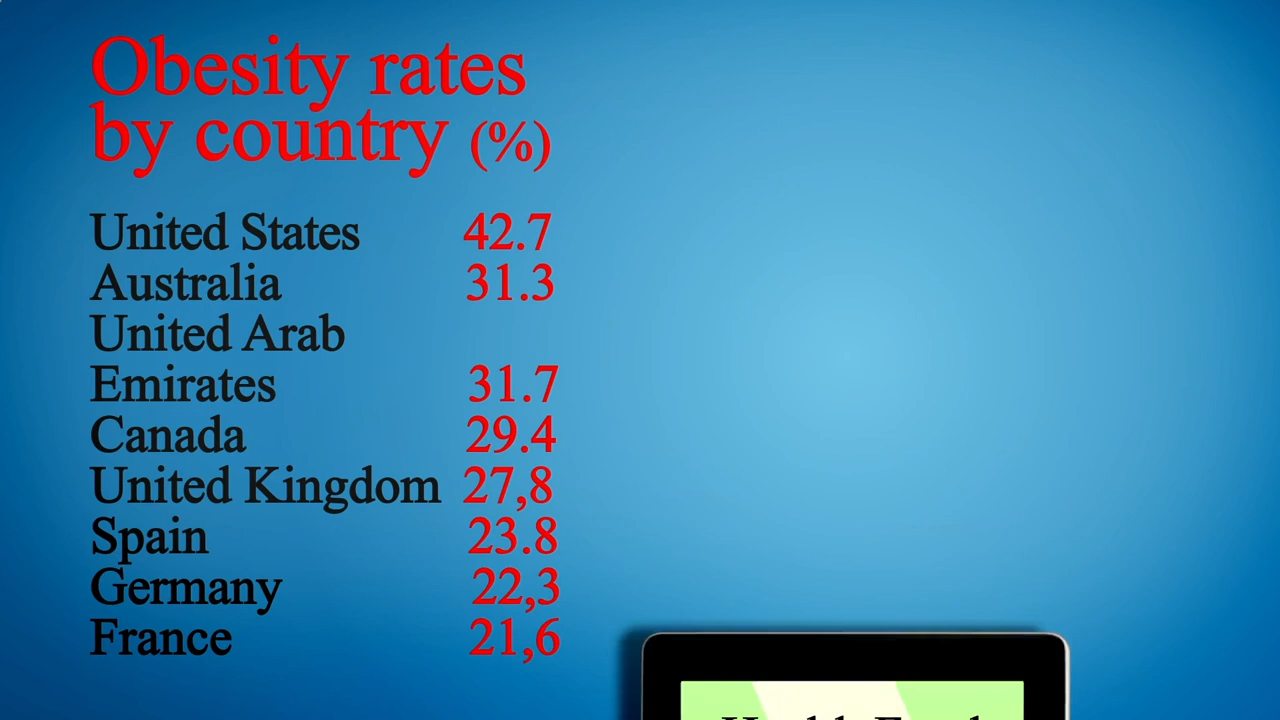 Obesity rates
by country (%)
United States 42.7
Australia 31.3
United Arab
Emirates 31.7
Canada 29.4
United Kingdom 27,8
Spain 23.8
Germany 22,3
France 21,6